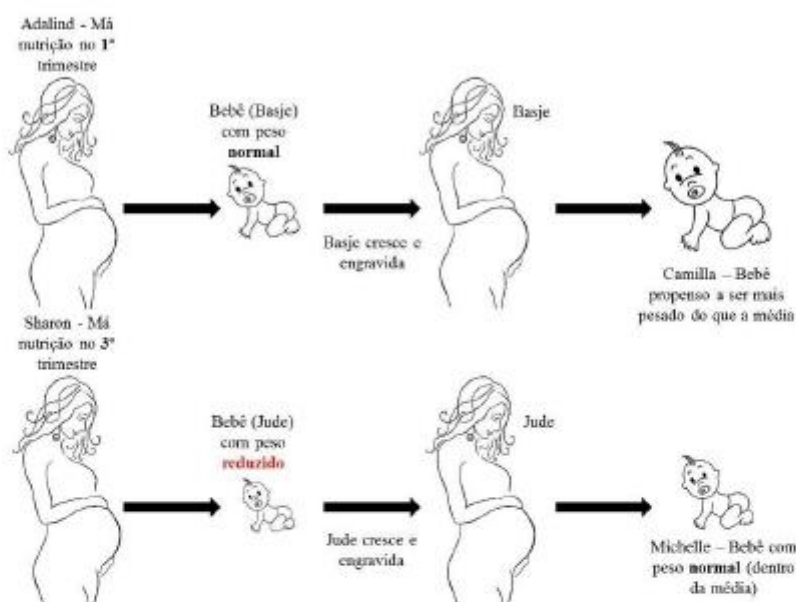 Adalind - Má
nutrição no 1º
trimestre
Bebê (Basje)
com peso
normal
Basje
Basje cresce e
engravida
Camilla – Bebê
propenso a ser mais
pesado do que a média
Sharon - Má
nutrição no 3º
trimestre
Bebê (Jude)
com peso
reduzido
Jude
Jude cresce e
engravida
Michelle – Bebê com
peso normal (dentro
da média)